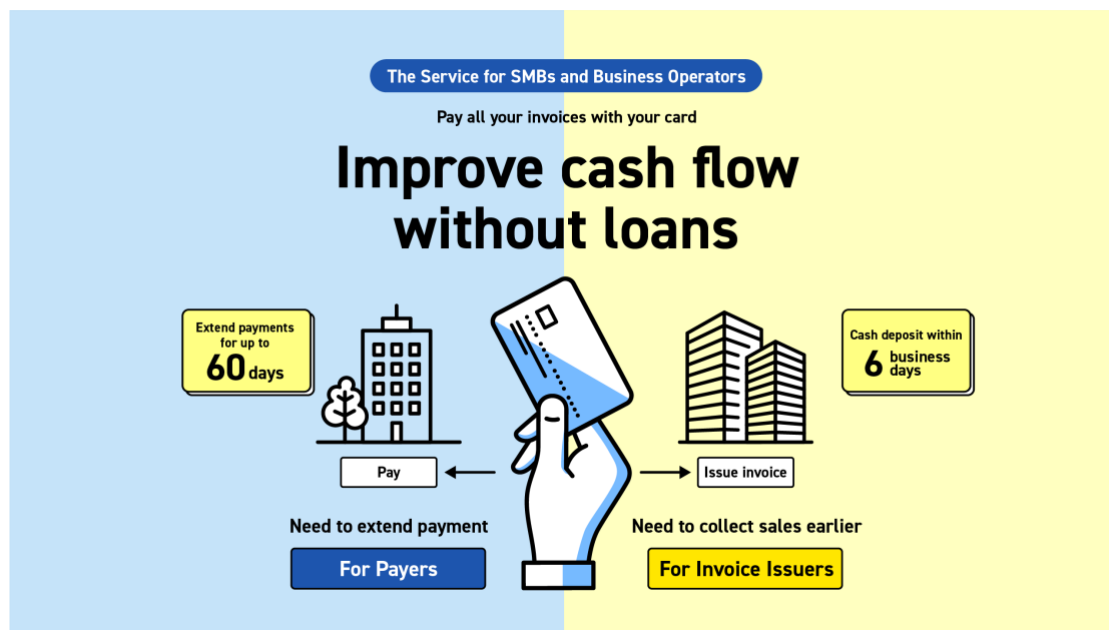 The Service for SMBs and Business Operators
Pay all your invoices with your card
Improve cash flow
without loans
Extend payments
for up to
60 days
Cash deposit within
6 business
days
Pay
Issue invoice
Need to extend payment
For Payers
Need to collect sales earlier
For Invoice Issuers